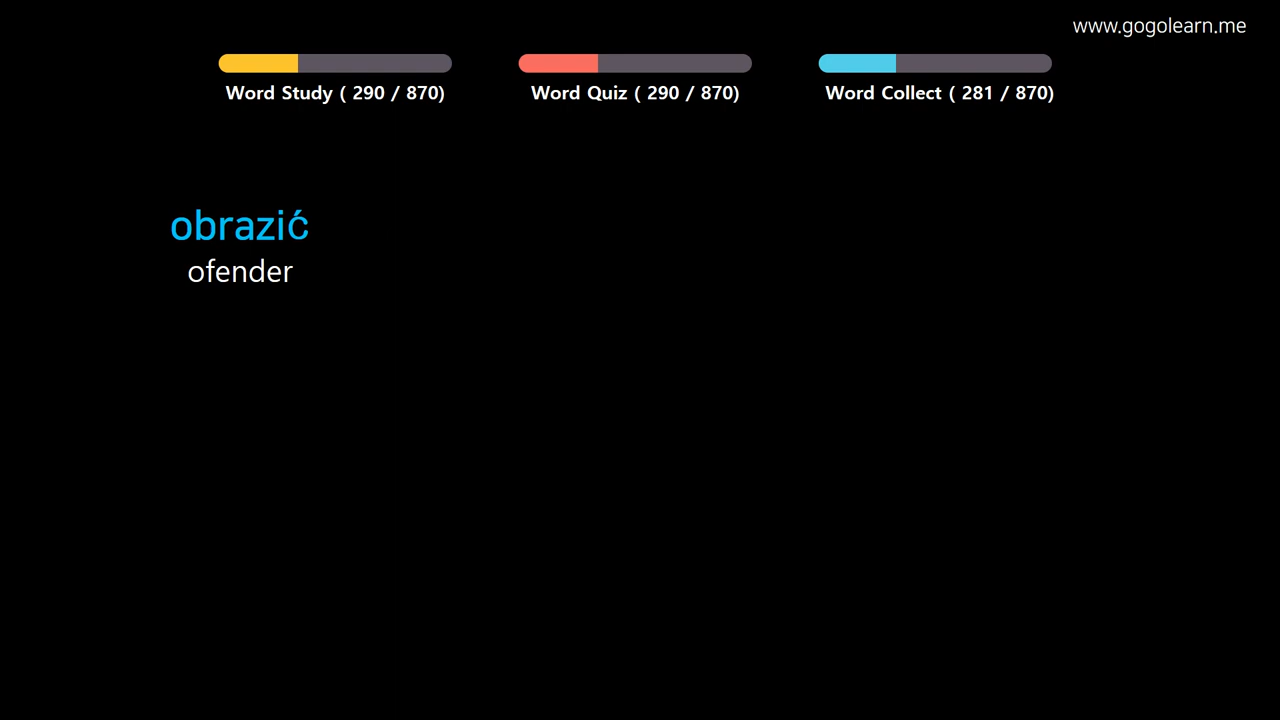 www.gogolearn.me
Word Study ( 290 / 870)
Word Quiz ( 290 / 870)
Word Collect ( 281 / 870)
obrazić
ofender